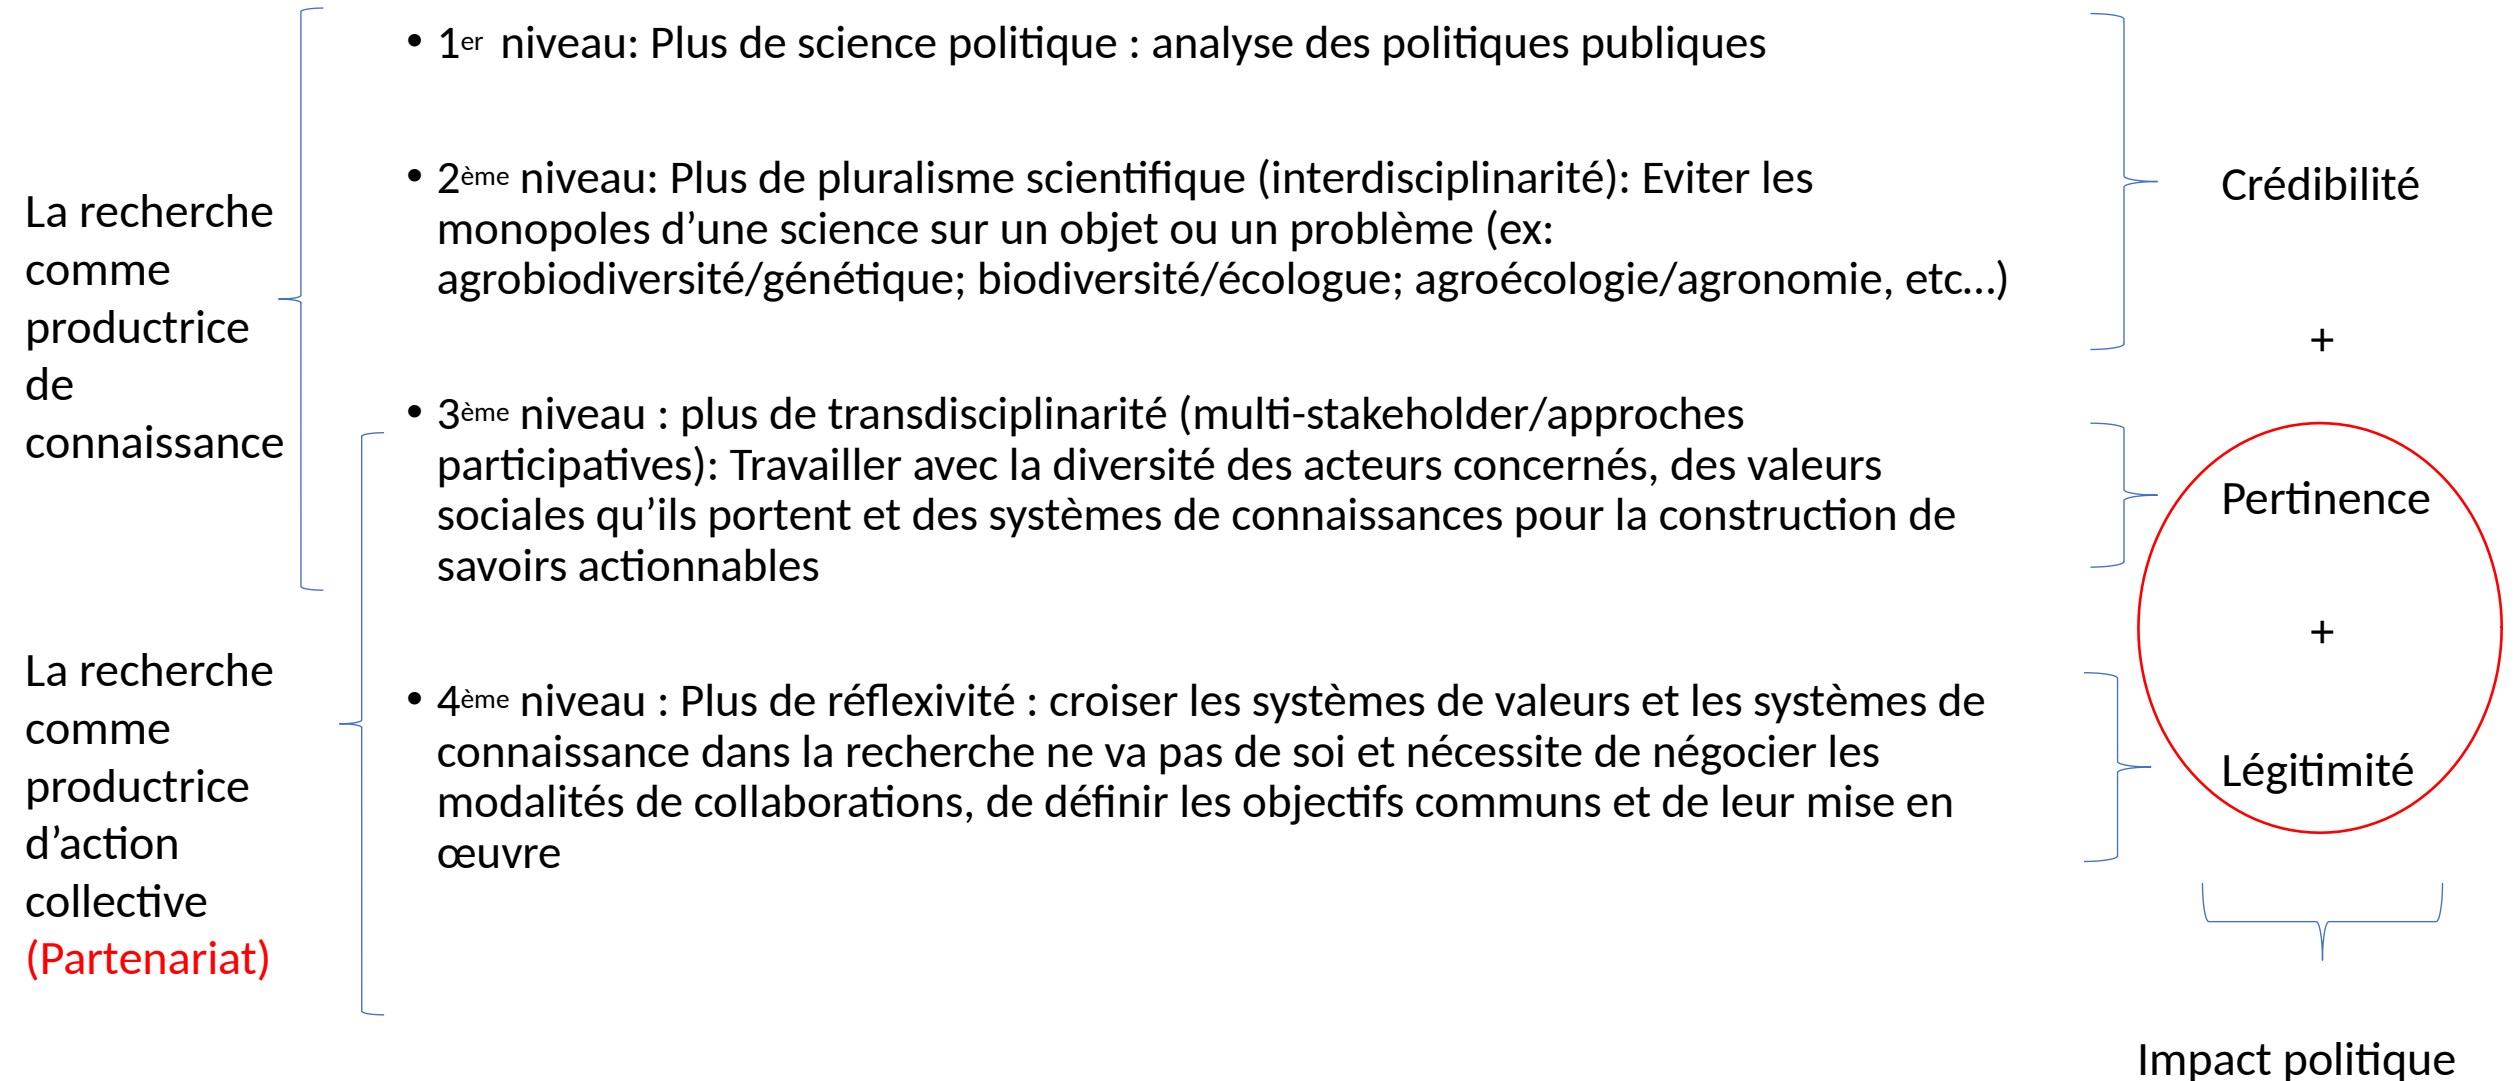 La recherche
comme
productrice
de
connaissance
La recherche
comme
productrice
d’action
collective
(Partenariat)
• 1er niveau: Plus de science politique : analyse des politiques publiques
• 2ème niveau: Plus de pluralisme scientifique (interdisciplinarité): Eviter les
monopoles d’une science sur un objet ou un problème (ex:
agrobiodiversité/génétique; biodiversité/écologue; agroécologie/agronomie, etc…)
• 3ème niveau : plus de transdisciplinarité (multi-stakeholder/approches
participatives): Travailler avec la diversité des acteurs concernés, des valeurs
sociales qu’ils portent et des systèmes de connaissances pour la construction de
savoirs actionnables
• 4ème niveau : Plus de réflexivité : croiser les systèmes de valeurs et les systèmes de
connaissance dans la recherche ne va pas de soi et nécessite de négocier les
modalités de collaborations, de définir les objectifs communs et de leur mise en
œuvre
Crédibilité
+
Pertinence
+
Légitimité
Impact politique